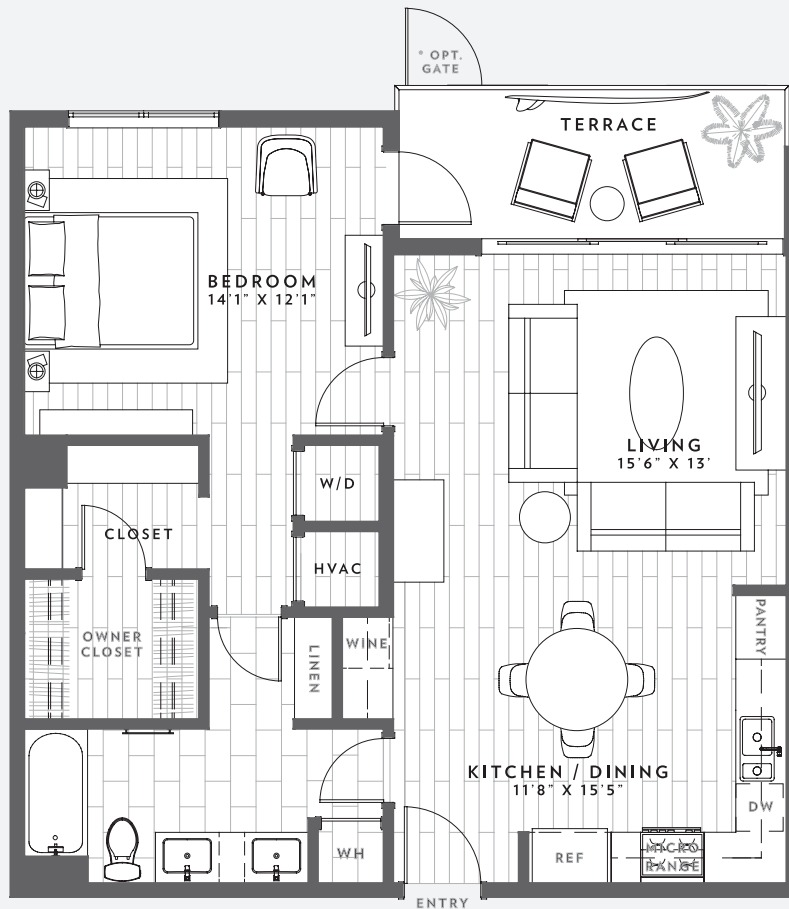 * OPT.
GATE
TERRACE
BEDROOM
14'1" X 12'1"
LIVING
15'6" X 13'
W/D
CLOSET
HVAC
OWNER
CLOSET
LINEN
WINE
PANTRY
KITCHEN / DINING
11'8" X 15'5"
DW
WH
REF
MICRO
RANGE
ENTRY